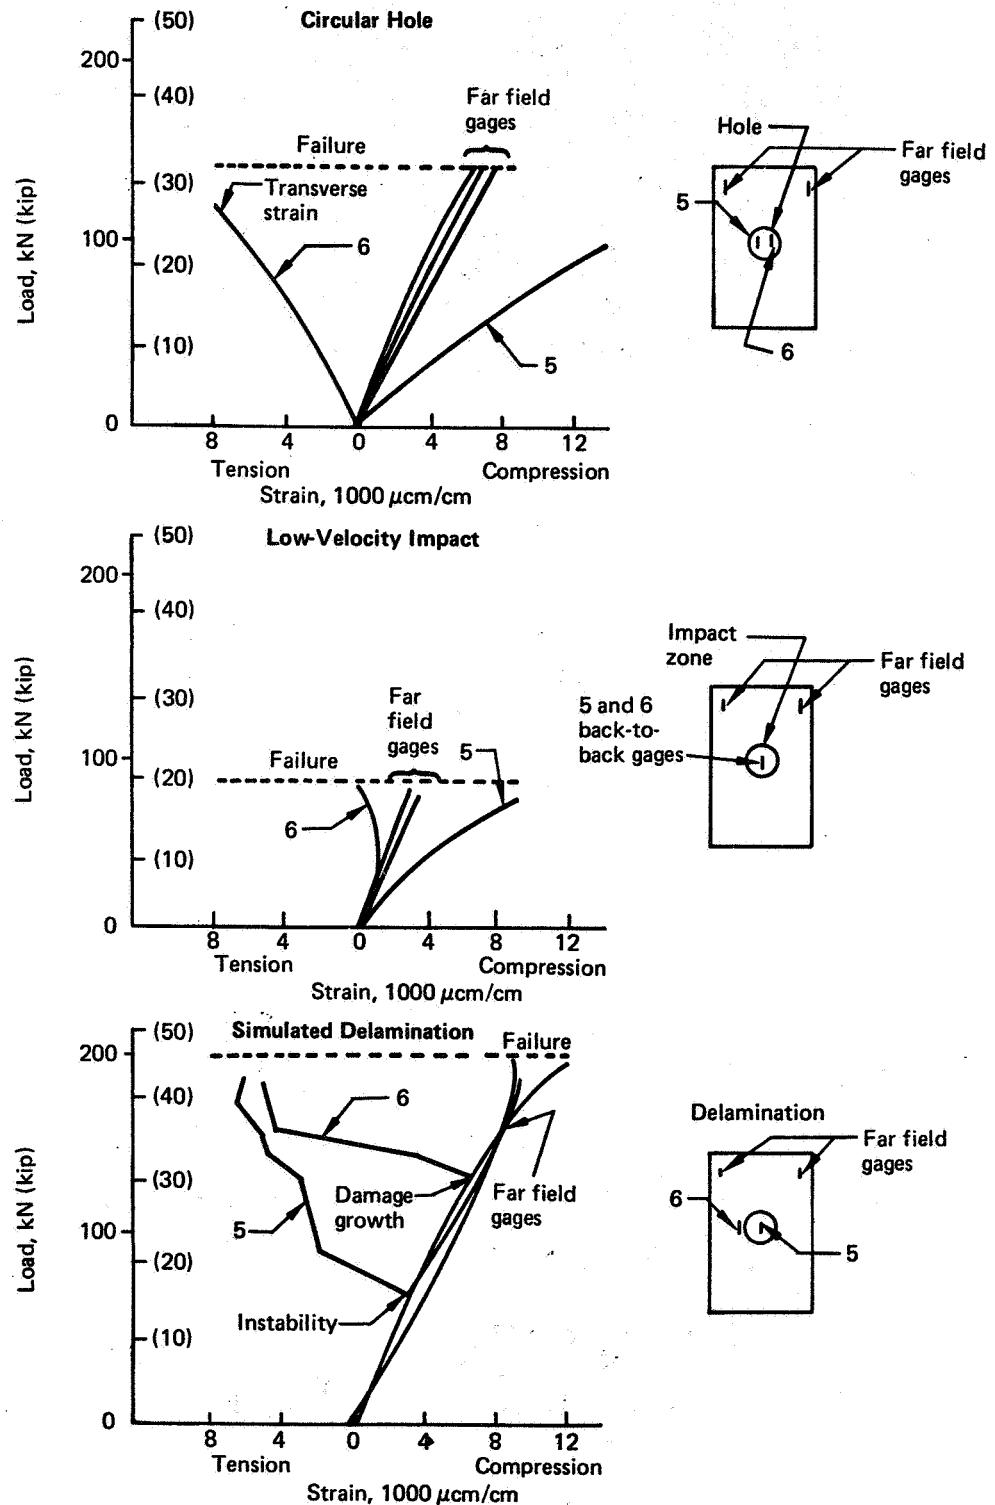 Circular Hole
(50)
200
(40)
Far field
gages
Failure
(30)
Transverse
strain
6
100
(20)
(10)
5
0
8 4 0 4 8 12
Tension Compression
Strain, 1000 μcm/cm
Load, kN (kip)
Hole
Far field
gages
5
6
Low-Velocity Impact
(50)
200
(40)
(30)
Far
field
gages
5
100
Failure
(20)
6
(10)
0
8 4 0 4 8 12
Tension Compression
Strain, 1000 μcm/cm
Load, kN (kip)
Impact
zone
Far field
gages
5 and 6
back-to-
back gages
Simulated Delamination
(50)
Failure
200
(40)
6
(30)
Damage
growth
Far field
gages
5
100
(20)
Instability
(10)
0
8 4 0 4 8 12
Tension Compression
Strain, 1000 μcm/cm
Load, kN (kip)
Delamination
Far field
gages
6
5